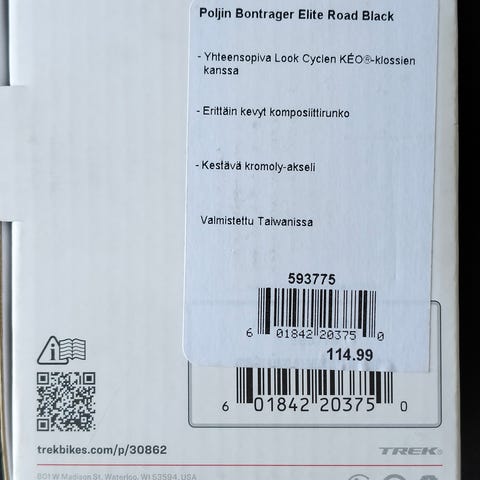 Poljin Bontrager Elite Road Black
- Yhteensopiva Look Cyclen KÉO®-klossien
kanssa
- Erittäin kevyt komposiittirunko
- Kestävä kromoly-akseli
Valmistettu Taiwanissa
593775
6 01842 20375 0
114.99
6 01842 20375 0
trekbikes.com/p/30862
TREK®
801 W Madison St. Waterloo, WI 53594, USA